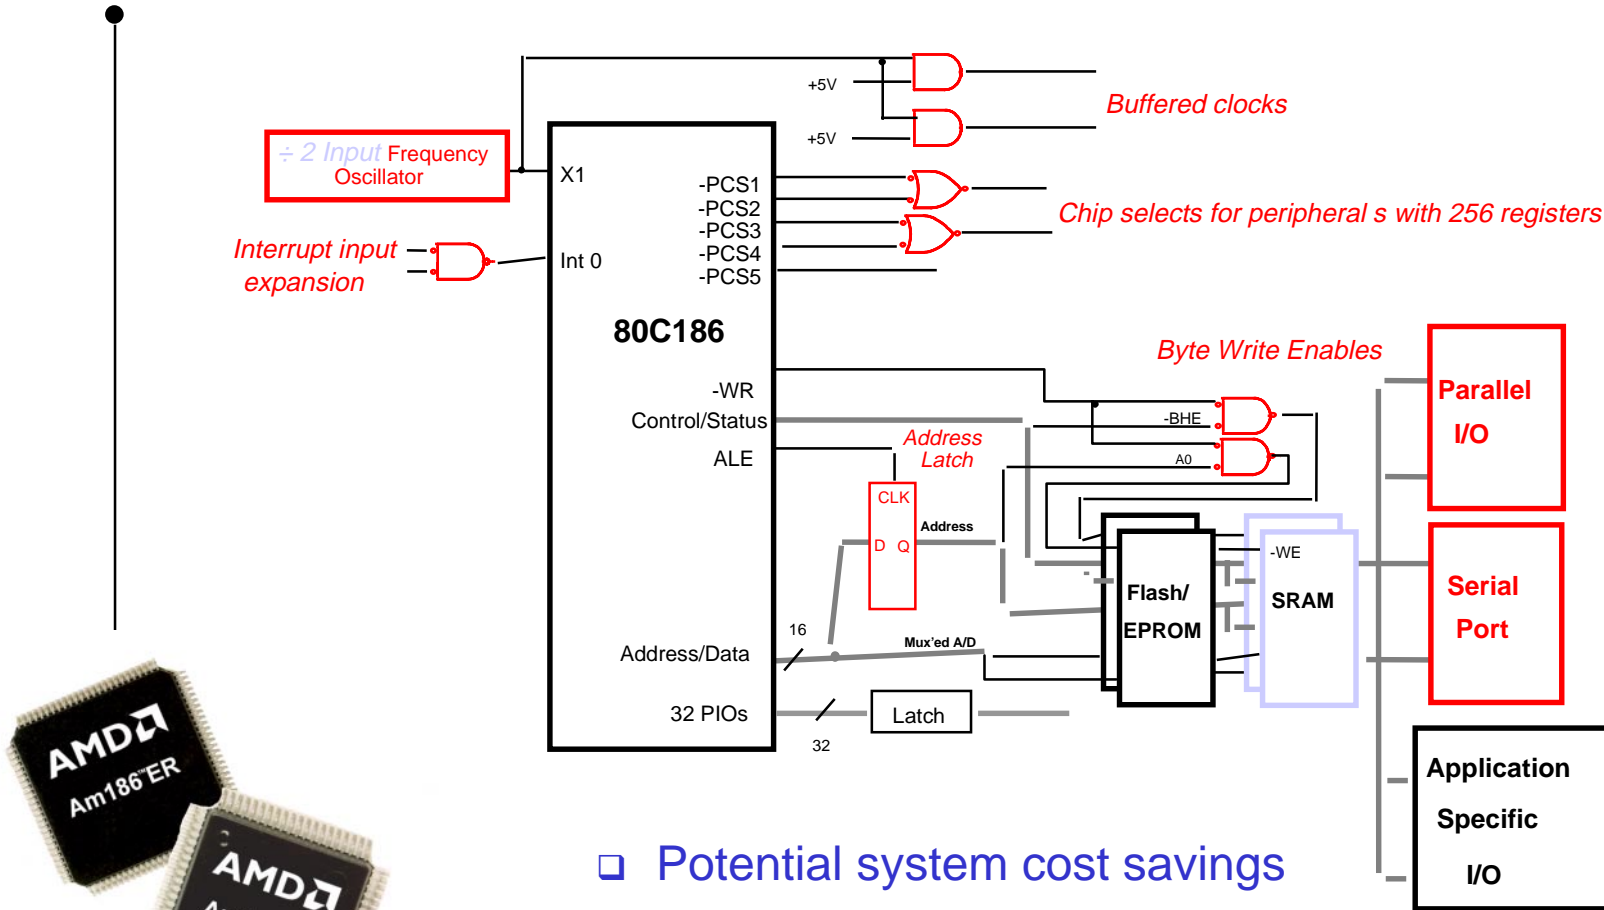 +5V
Buffered clocks
+5V
÷ 2 Input Frequency
Oscillator
X1
-PCS1
-PCS2
-PCS3
-PCS4
-PCS5
Chip selects for peripheral s with 256 registers
Interrupt input
expansion
Int 0
80C186
Byte Write Enables
-WR
Control/Status
ALE
-BHE
A0
Address
Latch
CLK
D Q
Address
Parallel
I/O
-WE
Flash/
EPROM
SRAM
Serial
Port
16
Address/Data
Mux'ed A/D
32 PIOs
32
Latch
Application
Specific
I/O
AMD
Am186™ER
AMD
Potential system cost savings